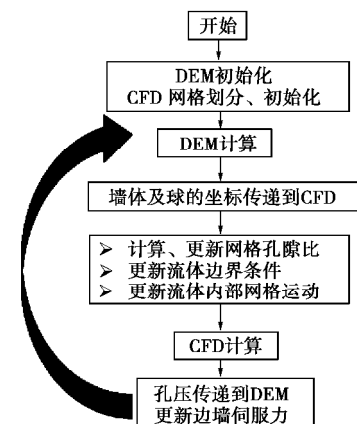 开始
DEM初始化
CFD 网格划分、初始化
DEM计算
墙体及球的坐标传递到CFD
➢ 计算、更新网格孔隙比
➢ 更新流体边界条件
➢ 更新流体内部网格运动
CFD计算
孔压传递到DEM
更新边墙伺服力